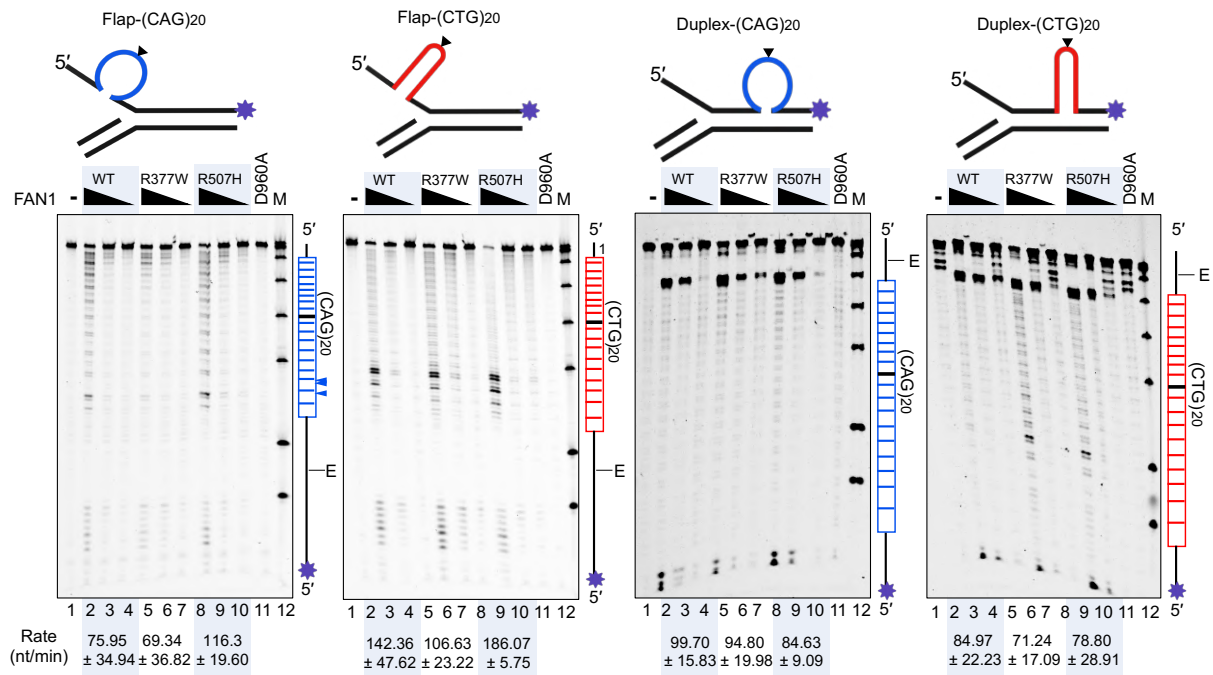 Flap-(CAG)20
Flap-(CTG)20
Duplex-(CAG)20
Duplex-(CTG)20
5′
5′
5′
5′
FAN1
-
WT
R377W
R507H
D960A
M
-
WT
R377W
R507H
D960A
M
-
WT
R377W
R507H
D960A
M
-
WT
R377W
R507H
D960A
M
5′
(CAG)20
E
5′
5′
1
(CTG)20
E
5′
5′
E
(CAG)20
5′
5′
E
(CTG)20
5′
1 2 3 4 5 6 7 8 9 10 11 12
1 2 3 4 5 6 7 8 9 10 11 12
1 2 3 4 5 6 7 8 9 10 11 12
1 2 3 4 5 6 7 8 9 10 11 12
Rate
(nt/min)
75.95 69.34 116.3
± 34.94 ± 36.82 ± 19.60
142.36 106.63 186.07
± 47.62 ± 23.22 ± 5.75
99.70 94.80 84.63
± 15.83 ± 19.98 ± 9.09
84.97 71.24 78.80
± 22.23 ± 17.09 ± 28.91